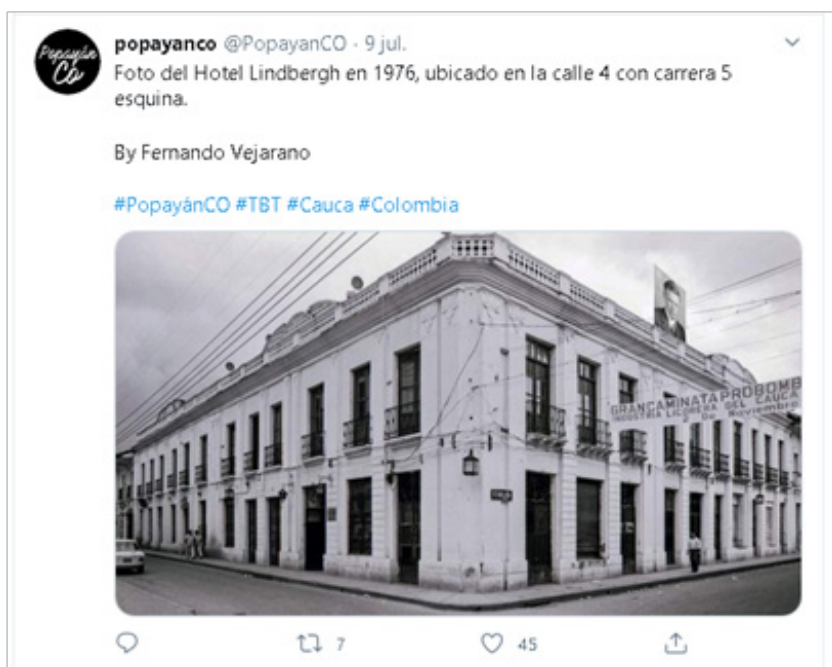 Popayán
Co
popayanco @PopayanCO · 9 jul.
Foto del Hotel Lindbergh en 1976, ubicado en la calle 4 con carrera 5
esquina.
By Fernando Vejarano
#PopayánCO #TBT #Cauca #Colombia
GRAN CAMINATA PRO BOMB
INDUSTRIA LICORERA DEL CAUCA
De Noviembre
7
45